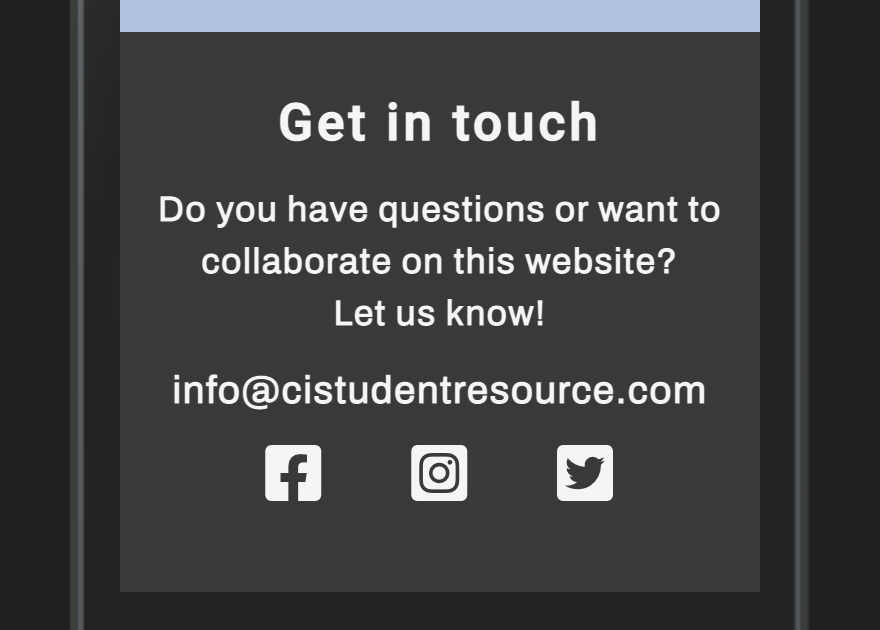 Get in touch
Do you have questions or want to
collaborate on this website?
Let us know!
info@cistudentresource.com